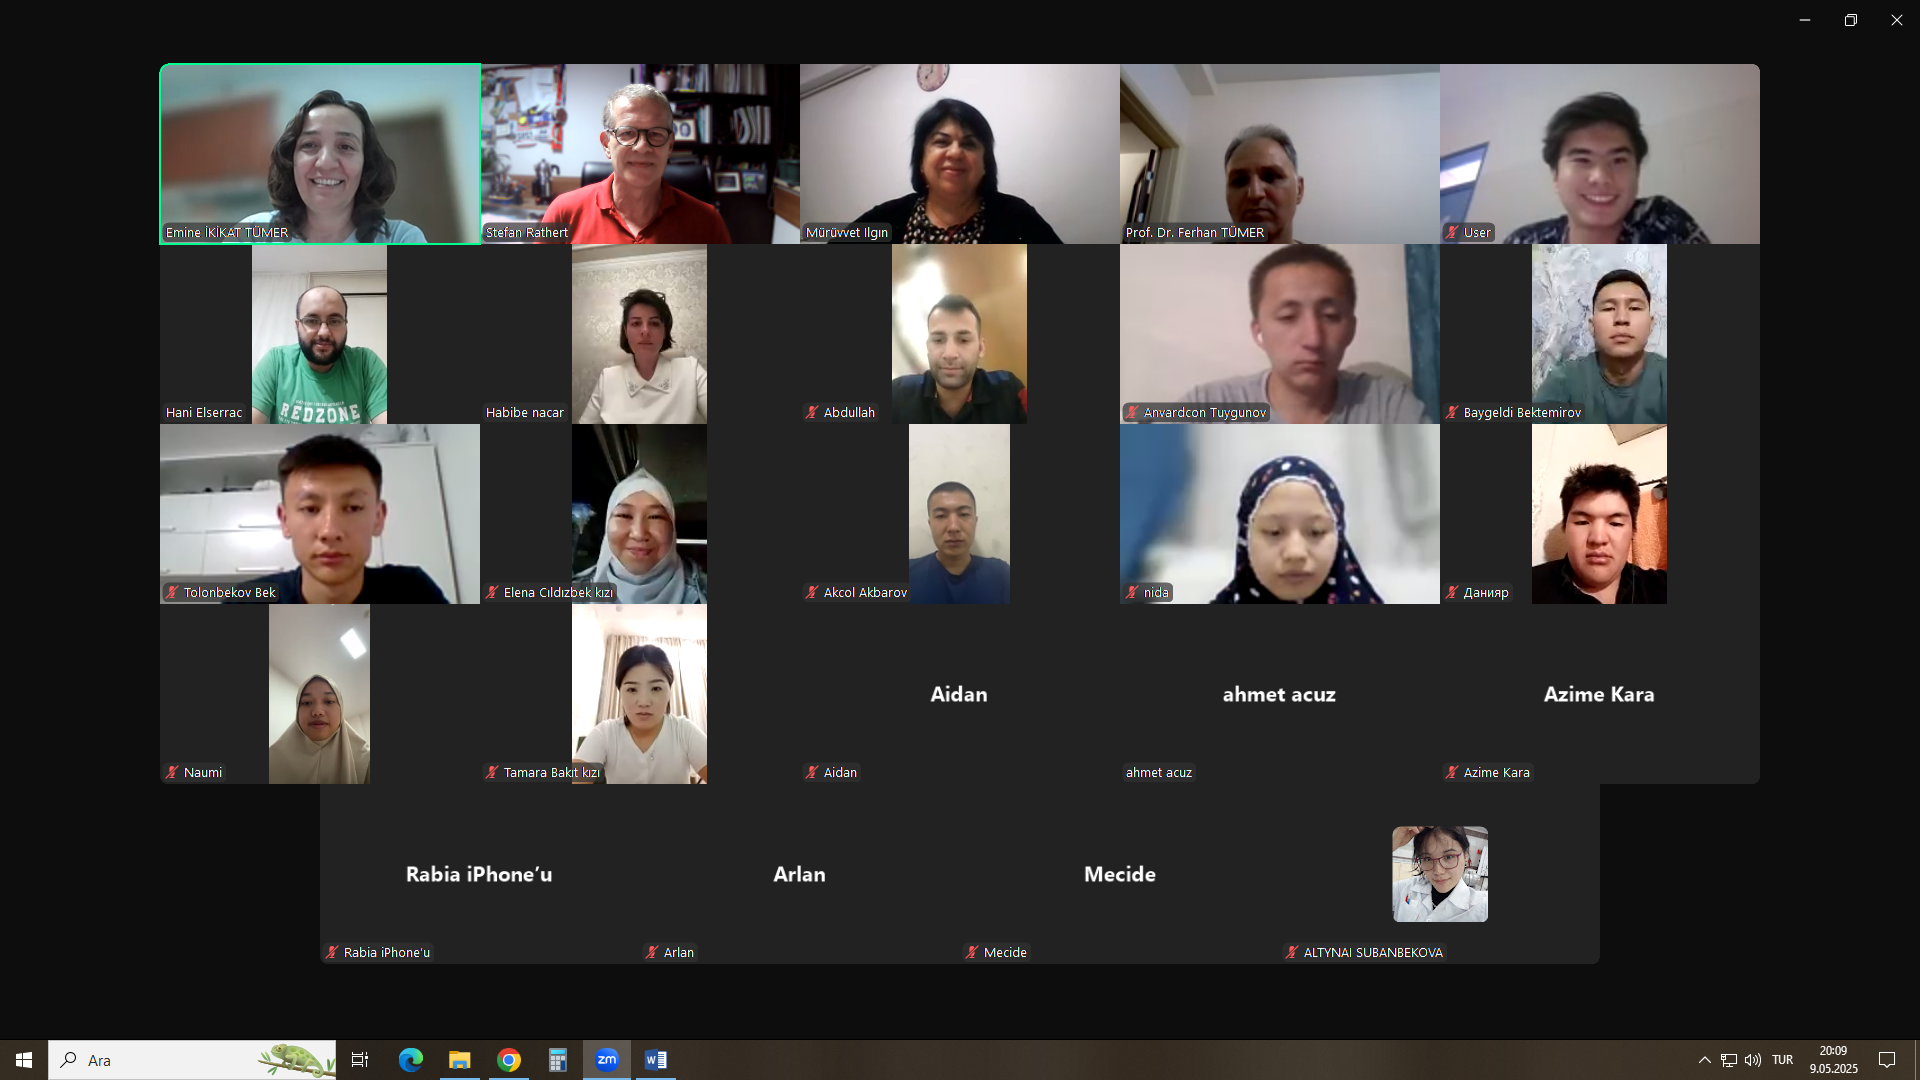 Emine İKİKAT TÜMER
Stefan Rathert
Mürüvvet Ilgın
Prof. Dr. Ferhan TÜMER
User
Hani Elserrac
REDZONE
Habibe nacar
Abdullah
Anvardcon Tuygunov
Baygeldi Bektemirov
Tolonbekov Bek
Elena Cıldızbek kızı
Akcol Akbarov
nida
Данияр
Naumi
Tamara Bakıt kızı
Aidan
Aidan
ahmet acuz
ahmet acuz
Azime Kara
Azime Kara
Rabia iPhone'u
Rabia iPhone'u
Arlan
Arlan
Mecide
Mecide
ALTYNAI SUBANBEKOVA
Ara
zm
W
TUR
20:09
9.05.2025